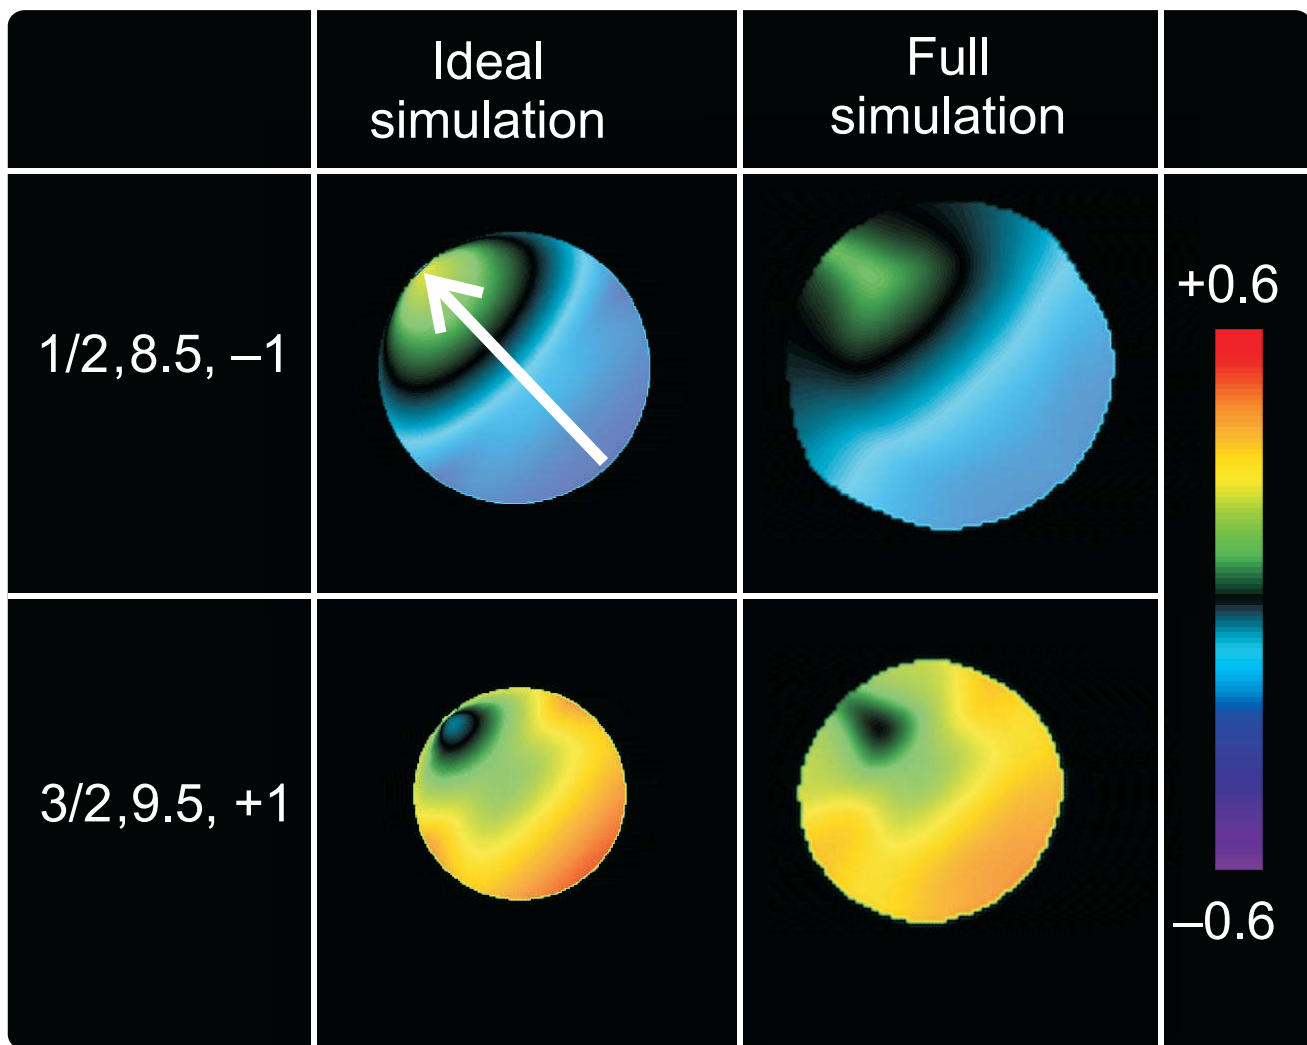 Ideal
simulation
Full
simulation
1/2,8.5, –1
+0.6
3/2,9.5, +1
–0.6